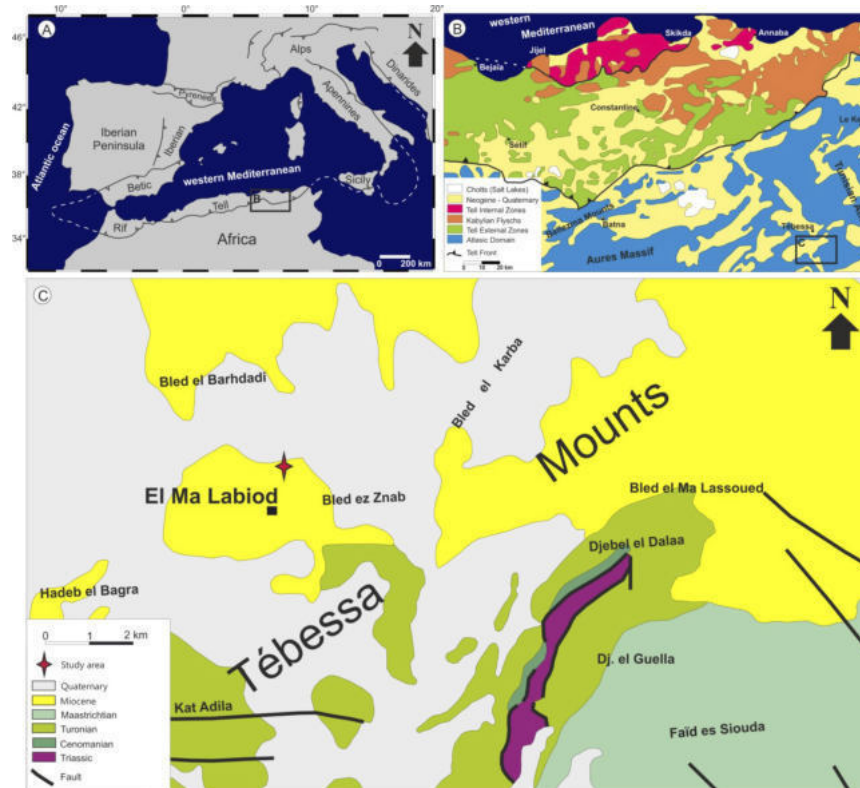 A
10°
0°
10°
20°
46°
42°
38°
34°
N
Alps
Dinarides
Pyrenees
Apennines
Iberian
Peninsula
Iberian
Atlantic ocean
western Mediterranean
Betic
Sicily
Tell
B
Rif
Africa
0 200 km
B
western
Mediterranean
Skikda
Annaba
Jijel
Bejaia
Constantine
Setif
Chotts (Salt Lakes)
Neogene - Quaternary
Tell Internal Zones
Kabylian Flyschs
Tell External Zones
Atlasic Domain
Tell Front
0 10 20 km
Batna
Aures Massif
Tébessa
C
C
N
Bled el Barhdadi
Bled el Karba
Mounts
El Ma Labiod
Bled ez Znab
Bled el Ma Lassoued
Djebel el Dalaa
Hadeb el Bagra
Tébessa
Dj. el Guella
Kat Adila
Faïd es Siouda
0 1 2 km
Study area
Quaternary
Miocene
Maastrichtian
Turonian
Cenomanian
Triassic
Fault